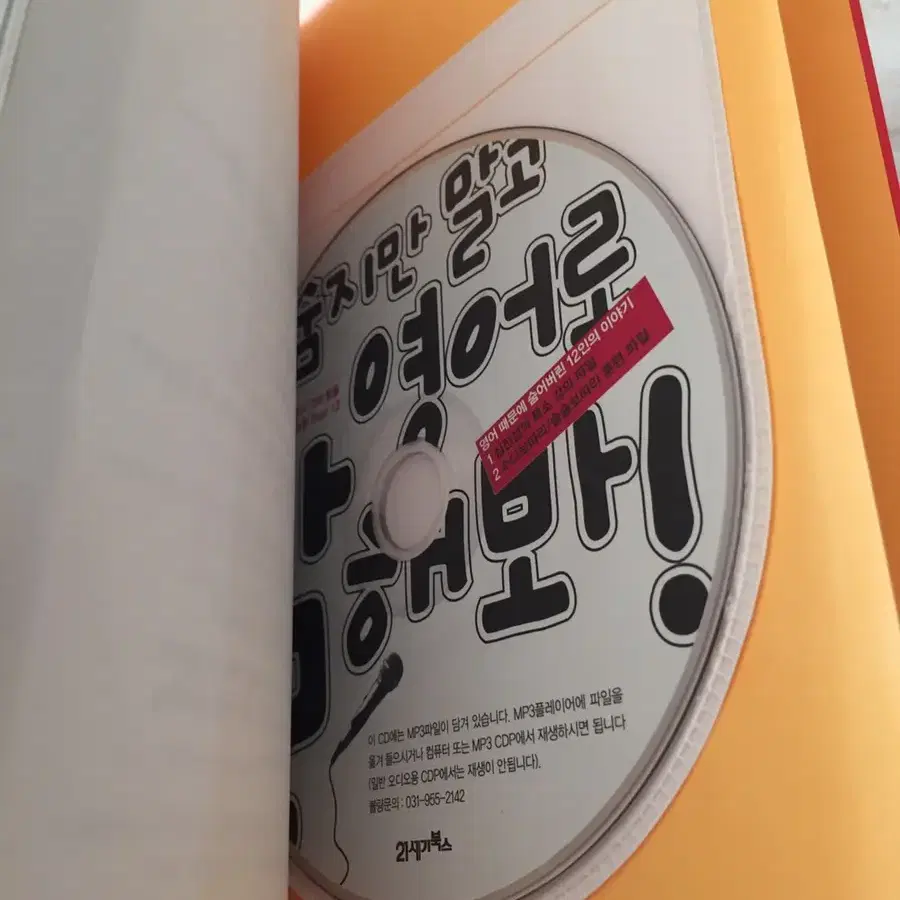 숨지만 말고
영어로
해봐!
영어 때문에 숨어버린 12인의 이야기
1
2
이 CD에는 MP3파일이 담겨 있습니다. MP3플레이어에 파일을
옮겨 들으시거나 컴퓨터 또는 MP3 CDP에서 재생하시면 됩니다
(일반 오디오용 CDP에서는 재생이 안됩니다).
불량문의 : 031-955-2142
21세기북스